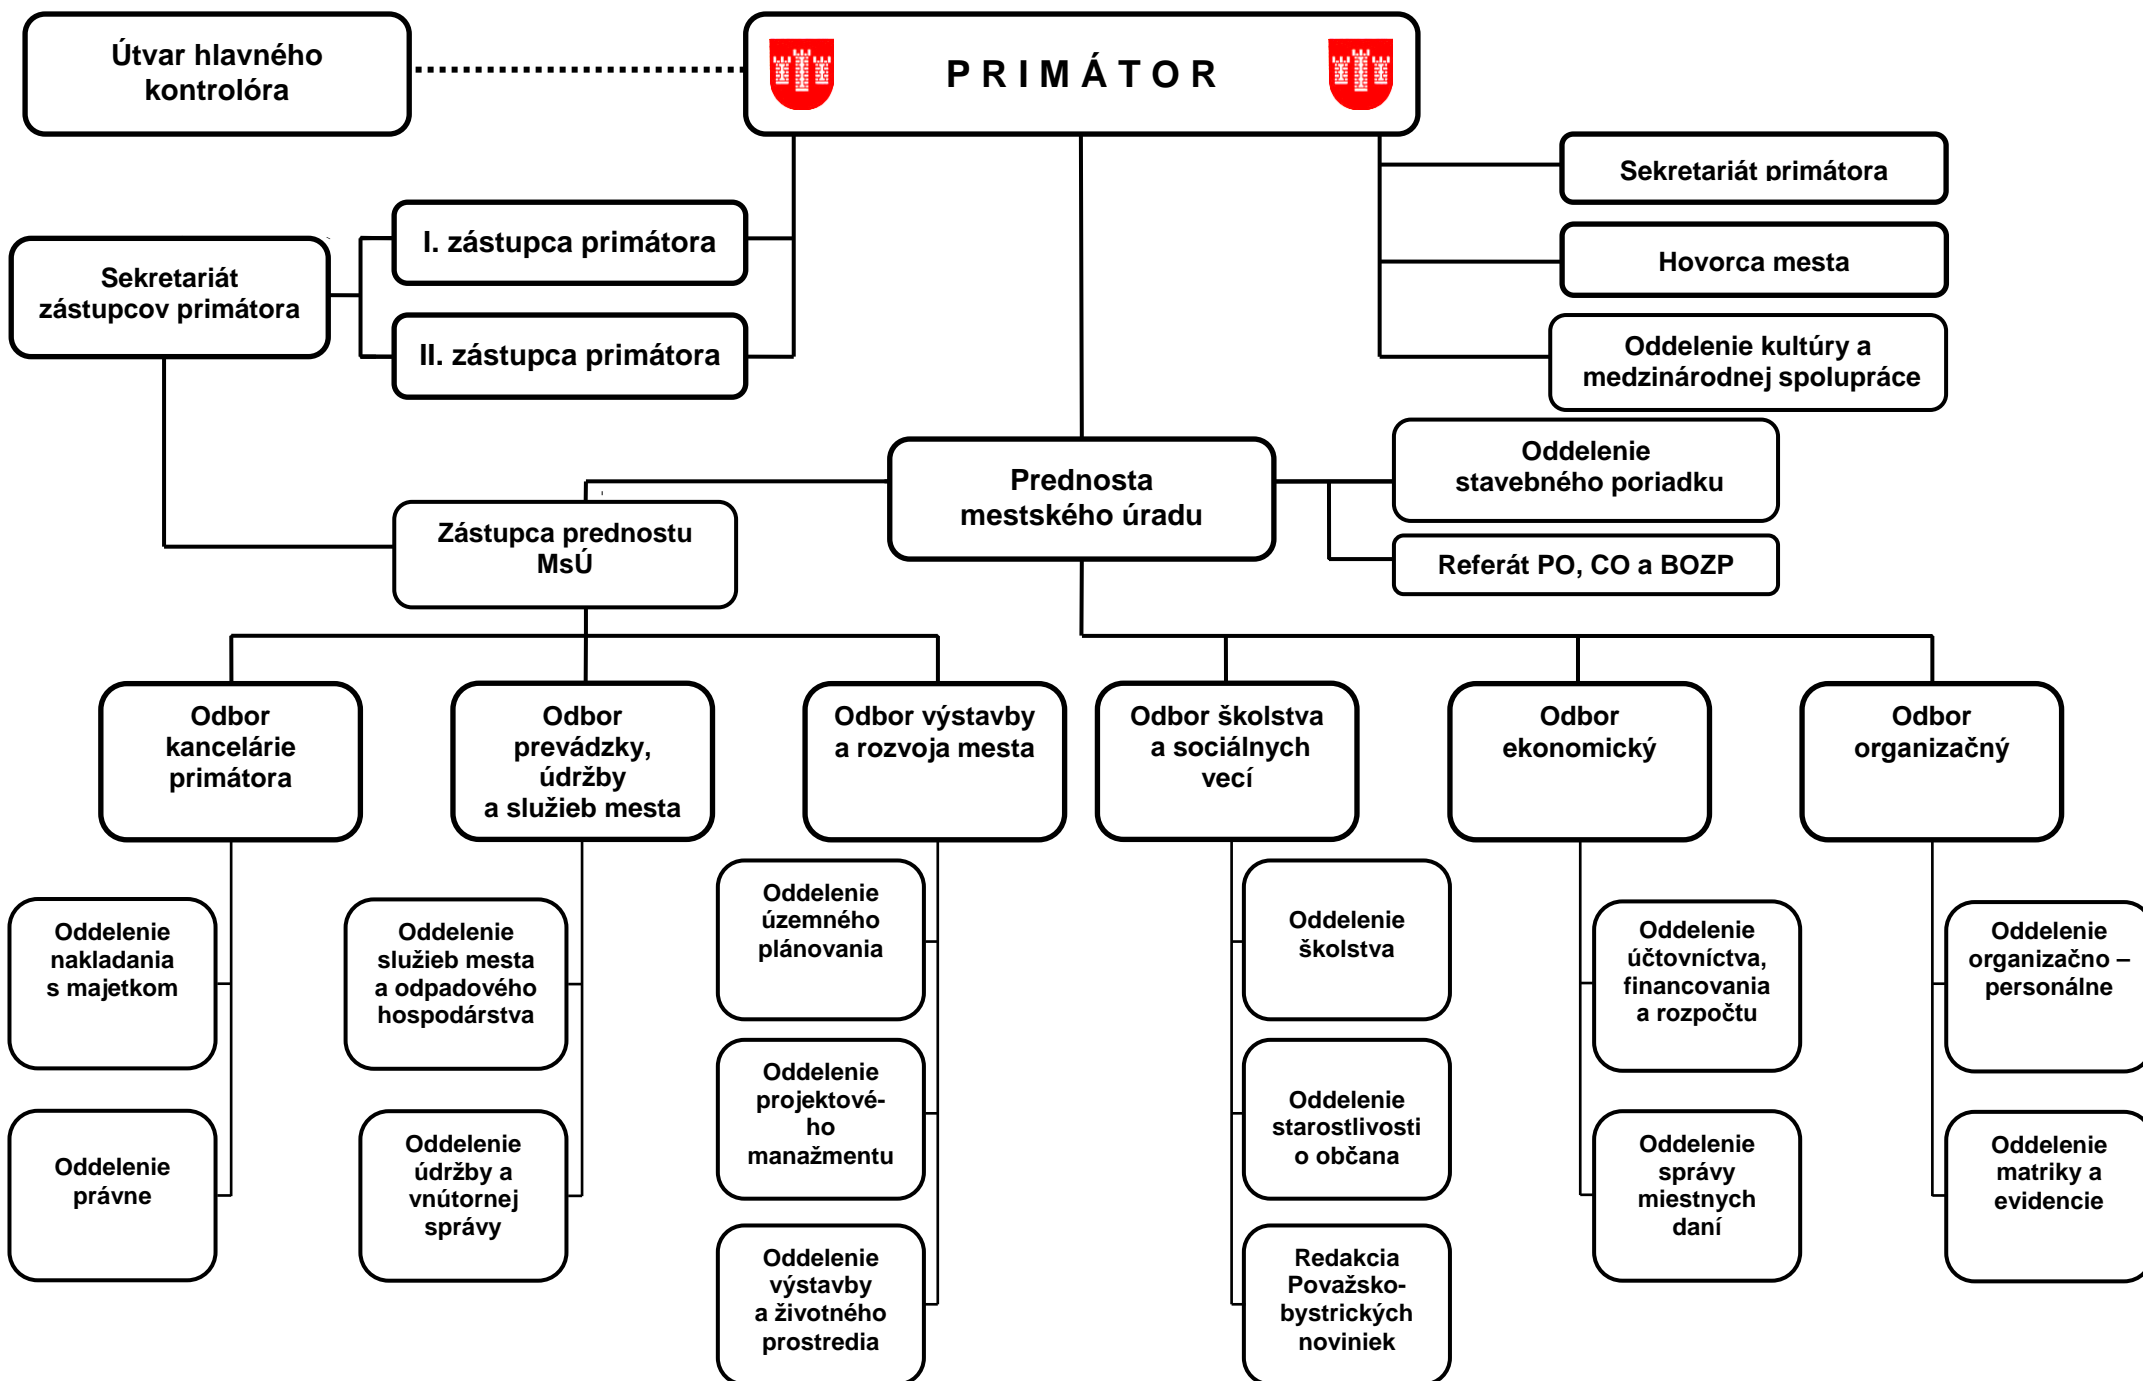 Útvar hlavného
kontrolóra
P R I M Á T O R
Sekretariát primátora
I. zástupca primátora
Hovorca mesta
Sekretariát
zástupcov primátora
II. zástupca primátora
Oddelenie kultúry a
medzinárodnej spolupráce
Prednosta
mestského úradu
Oddelenie
stavebného poriadku
Zástupca prednostu
MsÚ
Referát PO, CO a BOZP
Odbor
kancelárie
primátora
Odbor
prevádzky,
údržby
a služieb mesta
Odbor výstavby
a rozvoja mesta
Odbor školstva
a sociálnych
vecí
Odbor
ekonomický
Odbor
organizačný
Oddelenie
nakladania
s majetkom
Oddelenie
služieb mesta
a odpadového
hospodárstva
Oddelenie
územného
plánovania
Oddelenie
školstva
Oddelenie
účtovníctva,
financovania
a rozpočtu
Oddelenie
organizačno –
personálne
Oddelenie
projektové-
ho
manažmentu
Oddelenie
starostlivosti
o občana
Oddelenie
právne
Oddelenie
údržby a
vnútornej
správy
Oddelenie
správy
miestnych
daní
Oddelenie
matriky a
evidencie
Oddelenie
výstavby
a životného
prostredia
Redakcia
Považsko-
bystrických
noviniek